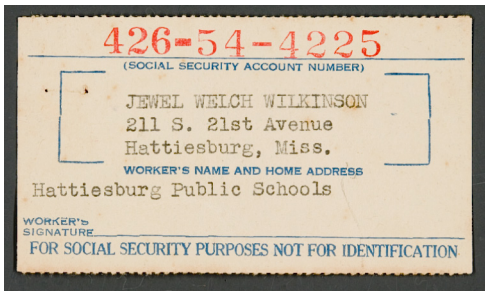 426-54-4225
(SOCIAL SECURITY ACCOUNT NUMBER)
JEWEL WELCH WILKINSON
211 S. 21st Avenue
Hattiesburg, Miss.
WORKER'S NAME AND HOME ADDRESS
Hattiesburg Public Schools
WORKER'S
SIGNATURE
FOR SOCIAL SECURITY PURPOSES NOT FOR IDENTIFICATION